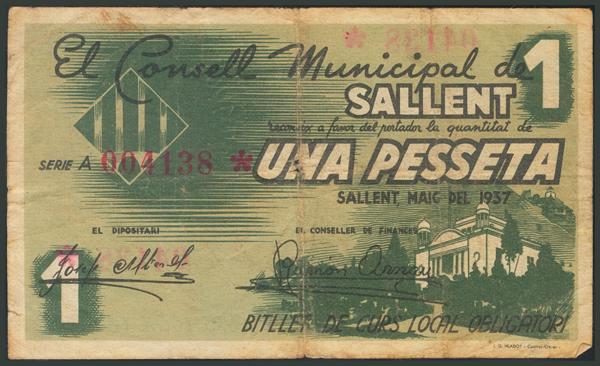 El Consell Municipal de
1
SALLENT
reconeix a favor del portador la quantitat de
SERIE A 004138 *
UNA PESSETA
SALLENT, MAIC DEL 1937
EL DIPOSITARI
EL CONSELLER DE FINANCES
1
BITLLET DE CURS LOCAL OBLIGATORI